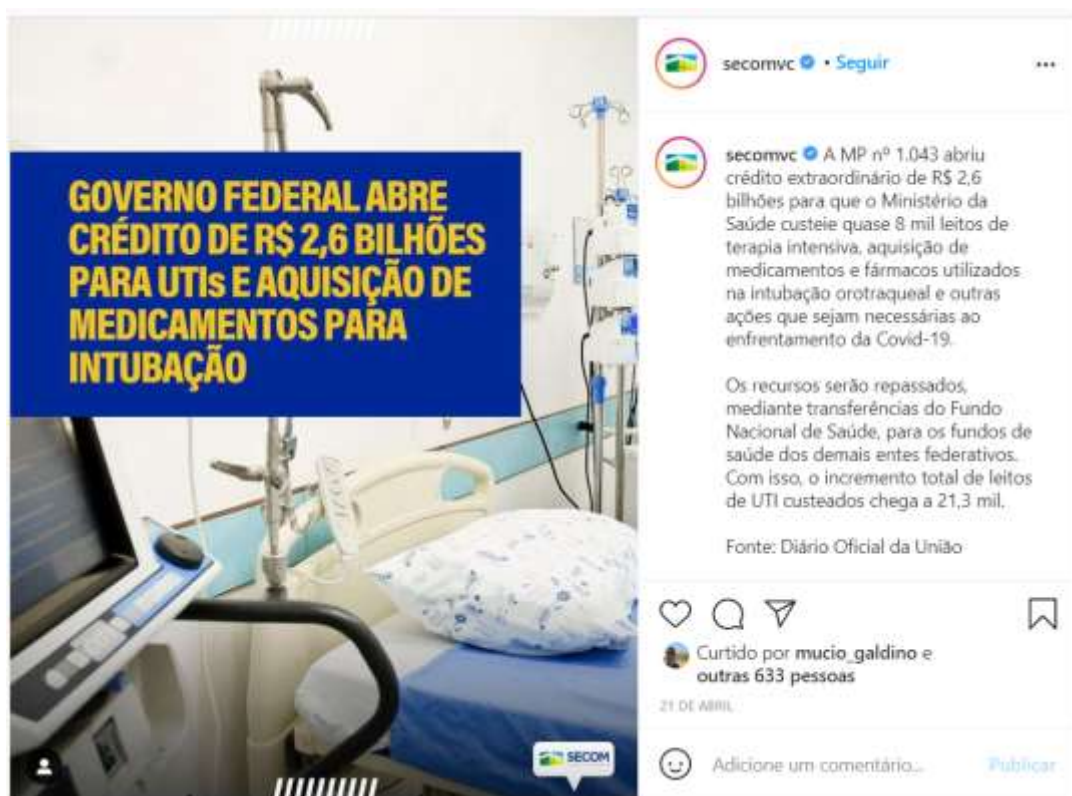 GOVERNO FEDERAL ABRE
CRÉDITO DE R$ 2,6 BILHÕES
PARA UTIs E AQUISIÇÃO DE
MEDICAMENTOS PARA
INTUBAÇÃO
SECOM
secomvc • Seguir
secomvc A MP nº 1.043 abriu
crédito extraordinário de R$ 2,6
bilhões para que o Ministério da
Saúde custeie quase 8 mil leitos de
terapia intensiva, aquisição de
medicamentos e fármacos utilizados
na intubação orotraqueal e outras
ações que sejam necessárias ao
enfrentamento da Covid-19.
Os recursos serão repassados,
mediante transferências do Fundo
Nacional de Saúde, para os fundos de
saúde dos demais entes federativos.
Com isso, o incremento total de leitos
de UTI custeados chega a 21,3 mil.
Fonte: Diário Oficial da União
Curtido por mucio_galdino e
outras 633 pessoas
21 DE ABRIL
Adicione um comentário... Publicar